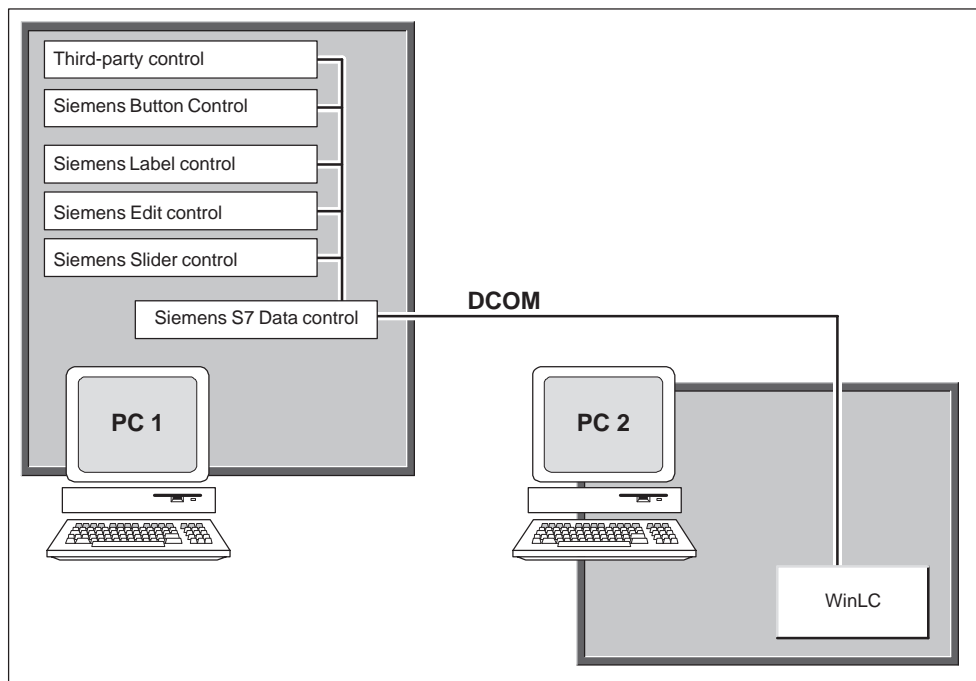 Third-party control
Siemens Button Control
Siemens Label control
Siemens Edit control
Siemens Slider control
Siemens S7 Data control
DCOM
PC 1
PC 2
WinLC